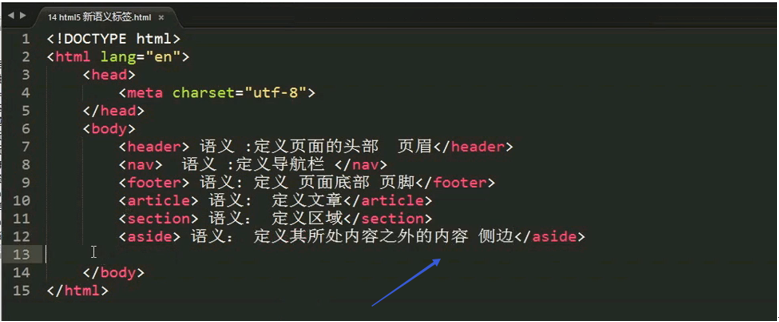 14 html5 新语义标签.html ×
1 <!DOCTYPE html>
2 <html lang="en">
3 <head>
4 <meta charset="utf-8">
5 </head>
6 <body>
7 <header> 语义 :定义页面的头部 页眉</header>
8 <nav> 语义 :定义导航栏 </nav>
9 <footer> 语义: 定义 页面底部 页脚</footer>
10 <article> 语义: 定义文章</article>
11 <section> 语义: 定义区域</section>
12 <aside> 语义: 定义其所处内容之外的内容 侧边</aside>
13
14 </body>
15 </html>